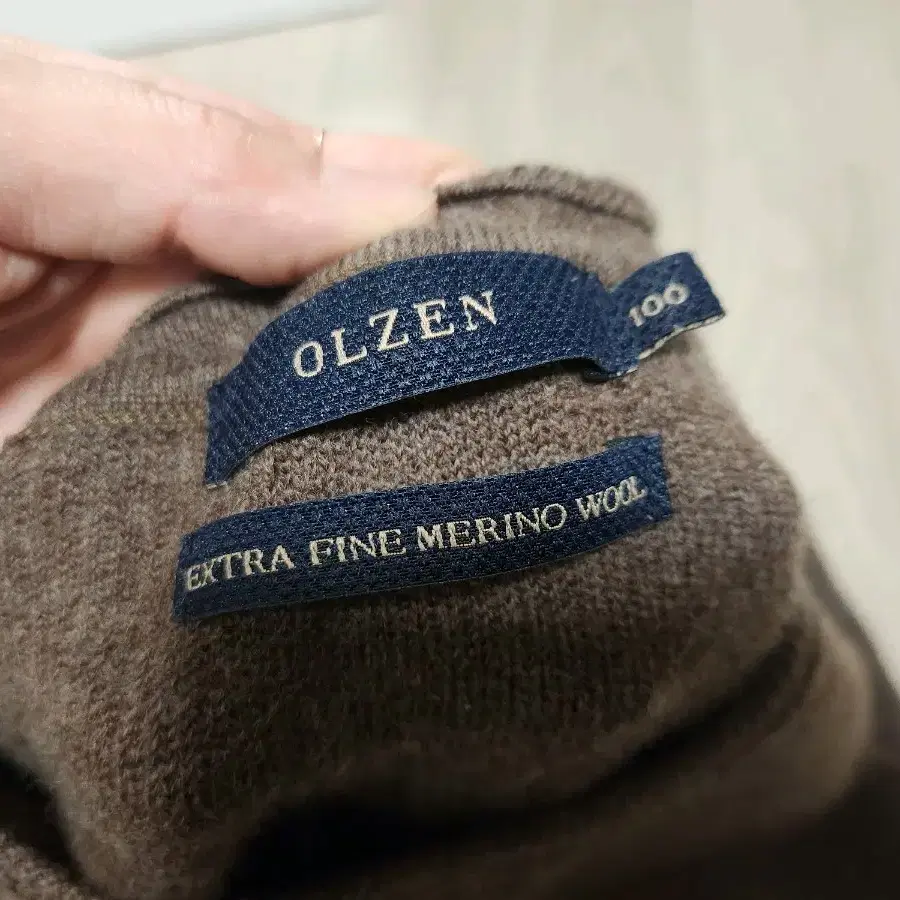 OLZEN
100
EXTRA FINE MERINO WOOL